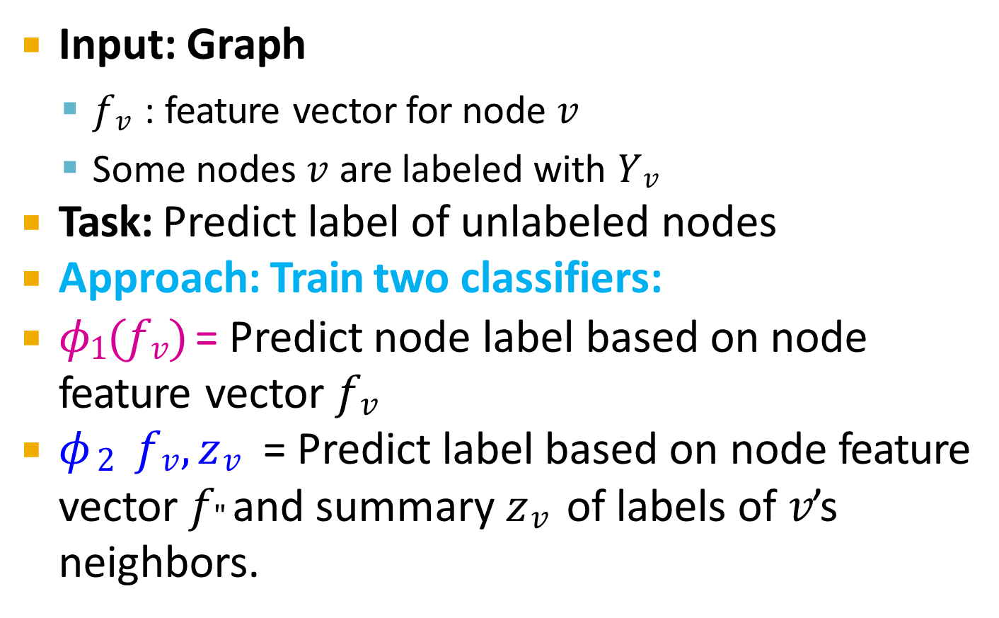 Input: Graph
f_v : feature vector for node v
Some nodes v are labeled with Y_v
Task: Predict label of unlabeled nodes
Approach: Train two classifiers:
ϕ_1(f_v) = Predict node label based on node
feature vector f_v
ϕ_2 f_v, z_v = Predict label based on node feature
vector f_" and summary z_v of labels of v's
neighbors.